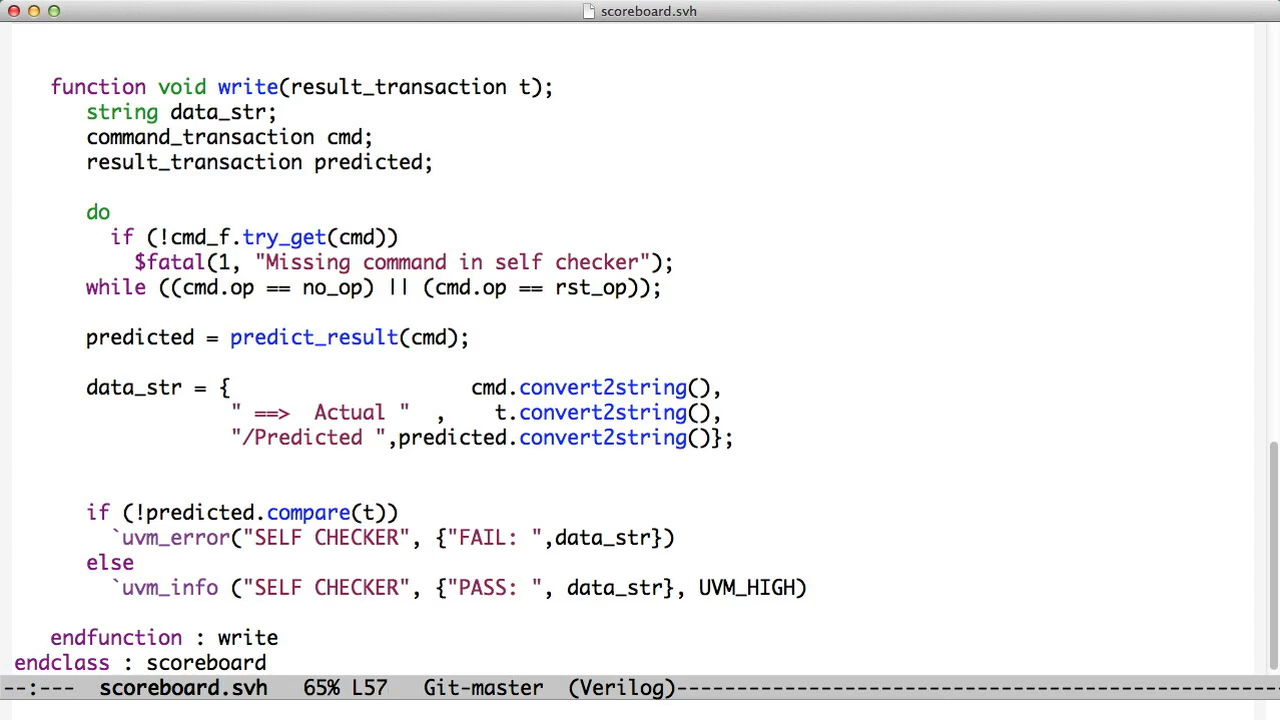 scoreboard.svh
function void write(result_transaction t);
string data_str;
command_transaction cmd;
result_transaction predicted;
do
if (!cmd_f.try_get(cmd))
$fatal(1, "Missing command in self checker");
while ((cmd.op == no_op) || (cmd.op == rst_op));
predicted = predict_result(cmd);
data_str = { cmd.convert2string(),
" ==>  Actual " , t.convert2string(),
"/Predicted ",predicted.convert2string()};
if (!predicted.compare(t))
`uvm_error("SELF CHECKER", {"FAIL: ",data_str})
else
`uvm_info ("SELF CHECKER", {"PASS: ", data_str}, UVM_HIGH)
endfunction : write
endclass : scoreboard
--:--- scoreboard.svh 65% L57 Git-master (Verilog)--------------------------------------------------